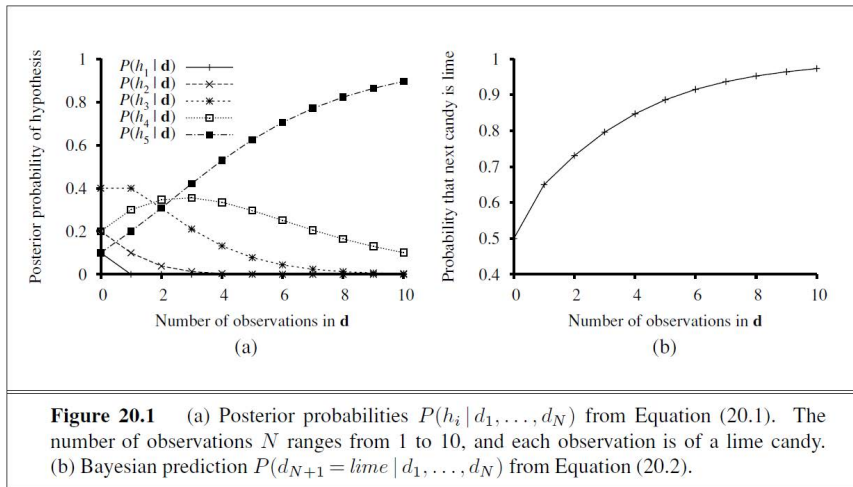 Posterior probability of hypothesis
1
0.8
0.6
0.4
0.2
0
P(h1 | d)
P(h2 | d)
P(h3 | d)
P(h4 | d)
P(h5 | d)
0 2 4 6 8 10
Number of observations in d
(a)
Probability that next candy is lime
1
0.9
0.8
0.7
0.6
0.5
0.4
0 2 4 6 8 10
Number of observations in d
(b)
Figure 20.1 (a) Posterior probabilities P(hi | d1, . . . , dN) from Equation (20.1). The
number of observations N ranges from 1 to 10, and each observation is of a lime candy.
(b) Bayesian prediction P(dN+1 = lime | d1, . . . , dN) from Equation (20.2).